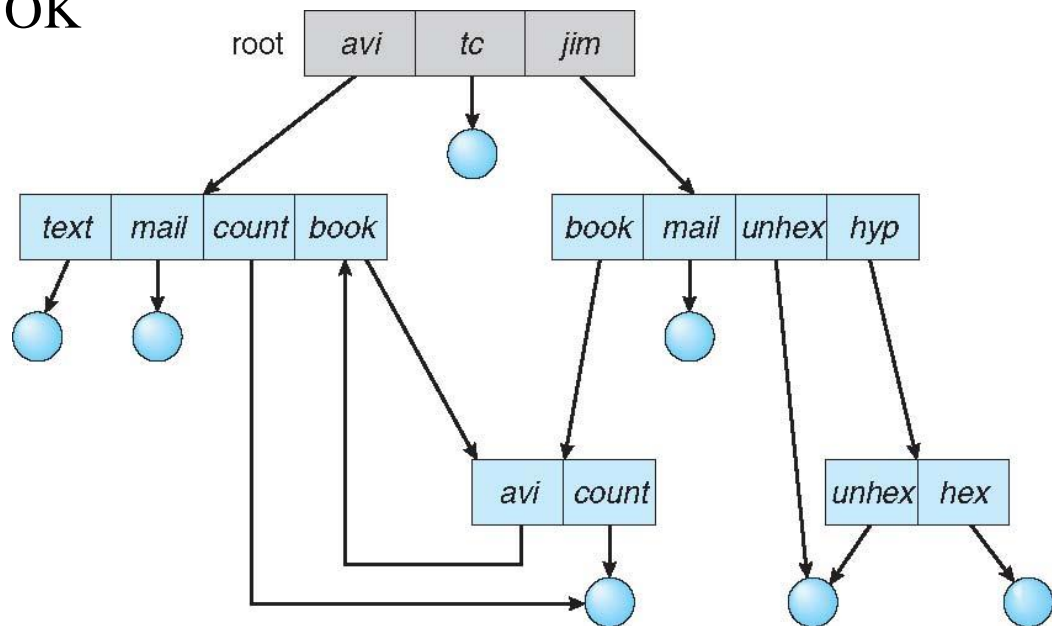 OK
root avi tc jim
text mail count book
book mail unhex hyp
avi count
unhex hex